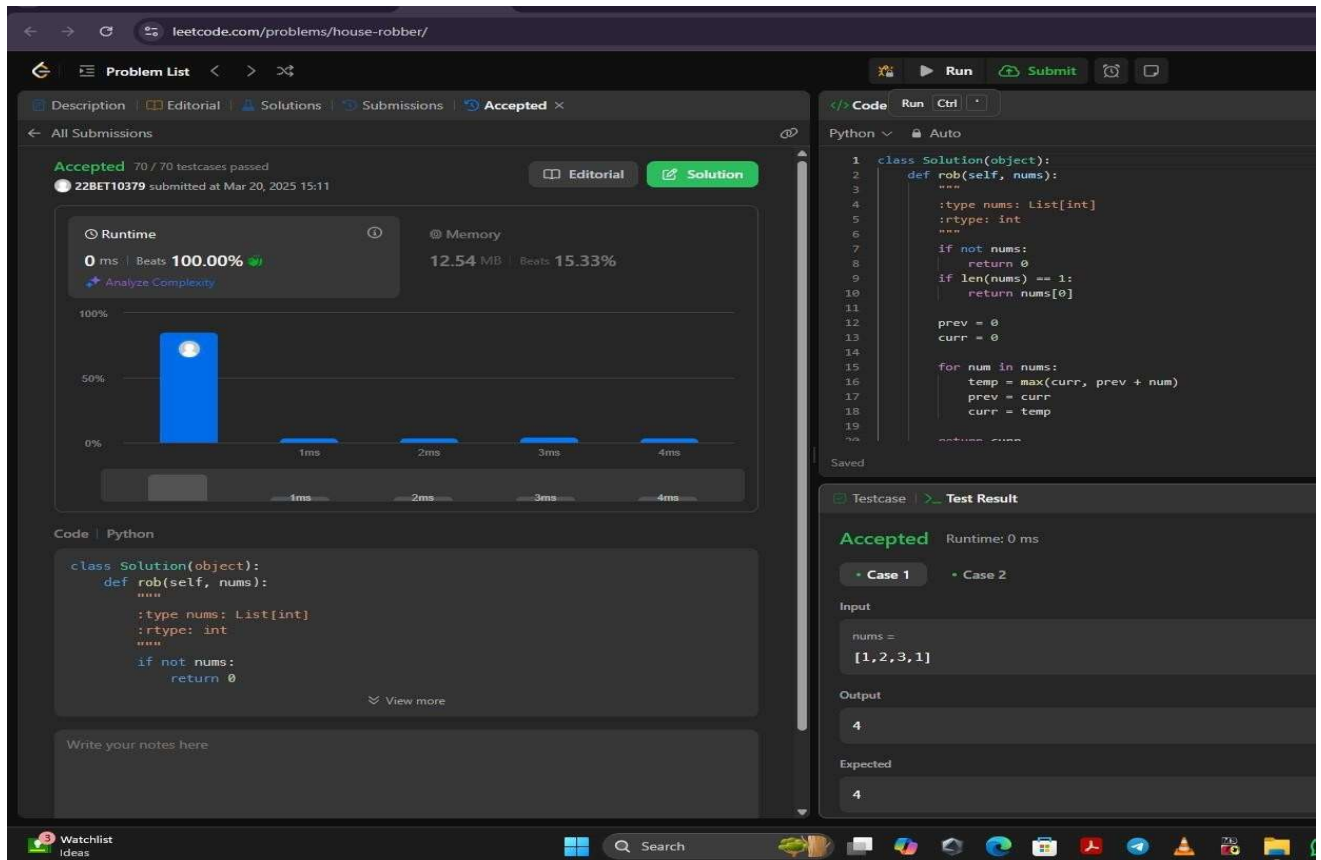 leetcode.com/problems/house-robber/
Problem List
Run
Submit
Description
Editorial
Solutions
Submissions
Accepted ×
</> Code
Run Ctrl '
← All Submissions
Python
Auto
Accepted 70 / 70 testcases passed
22BET10379 submitted at Mar 20, 2025 15:11
Editorial
Solution
Runtime
0 ms | Beats 100.00%
Analyze Complexity
Memory
12.54 MB | Beats 15.33%
100%
50%
0%
1ms 2ms 3ms 4ms
1ms 2ms 3ms 4ms
Code | Python
class Solution(object):
def rob(self, nums):
"""
:type nums: List[int]
:rtype: int
"""
if not nums:
return 0
View more
Write your notes here
1 class Solution(object):
2 def rob(self, nums):
3 """
4 :type nums: List[int]
5 :rtype: int
6 """
7 if not nums:
8 return 0
9 if len(nums) == 1:
10 return nums[0]
11
12 prev = 0
13 curr = 0
14
15 for num in nums:
16 temp = max(curr, prev + num)
17 prev = curr
18 curr = temp
19
20 return curr
Saved
Testcase | >_ Test Result
Accepted Runtime: 0 ms
• Case 1 • Case 2
Input
nums =
[1,2,3,1]
Output
4
Expected
4
3
Watchlist
Ideas
Search